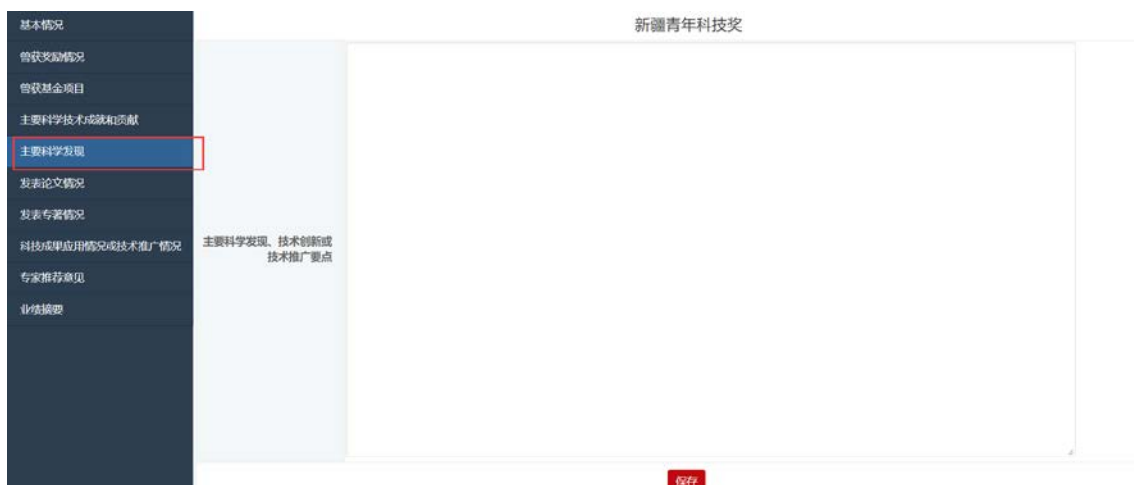 新疆青年科技奖
基本情况
曾获奖励情况
曾获基金项目
主要科学技术成就和贡献
主要科学发现
发表论文情况
发表专著情况
科技成果应用情况或技术推广情况
专家推荐意见
业绩摘要
主要科学发现、技术创新或
技术推广要点
保存